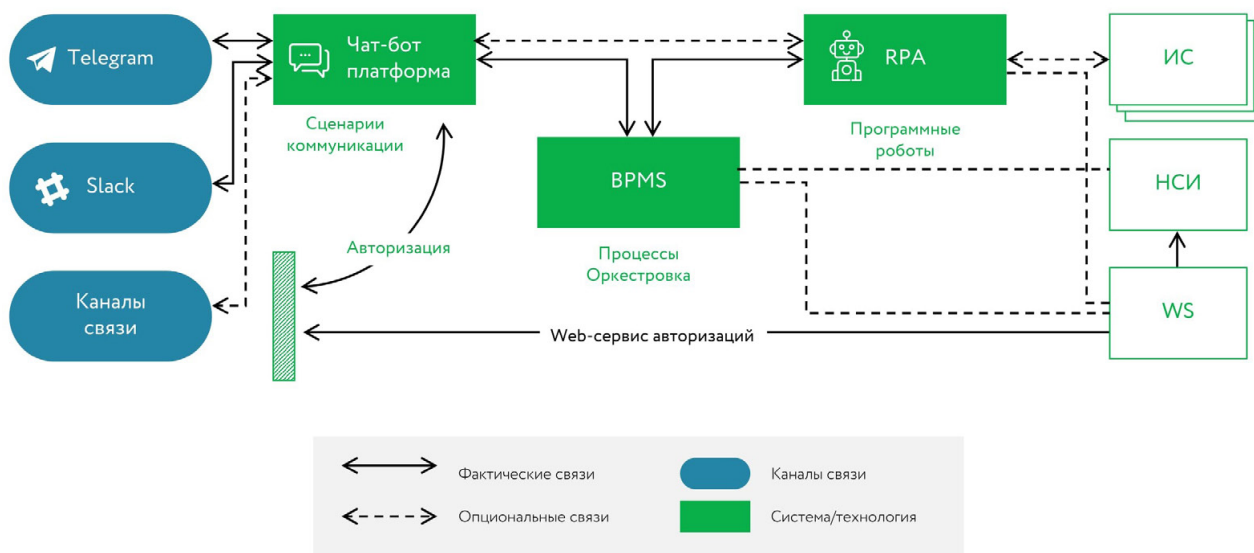 Telegram
Чат-бот
платформа
RPA
ИС
Сценарии
коммуникации
Программные
роботы
Slack
BPMS
НСИ
Авторизация
Процессы
Оркестровка
Каналы
связи
WS
Web-сервис авторизаций
Фактические связи
Каналы связи
Опциональные связи
Система/технология